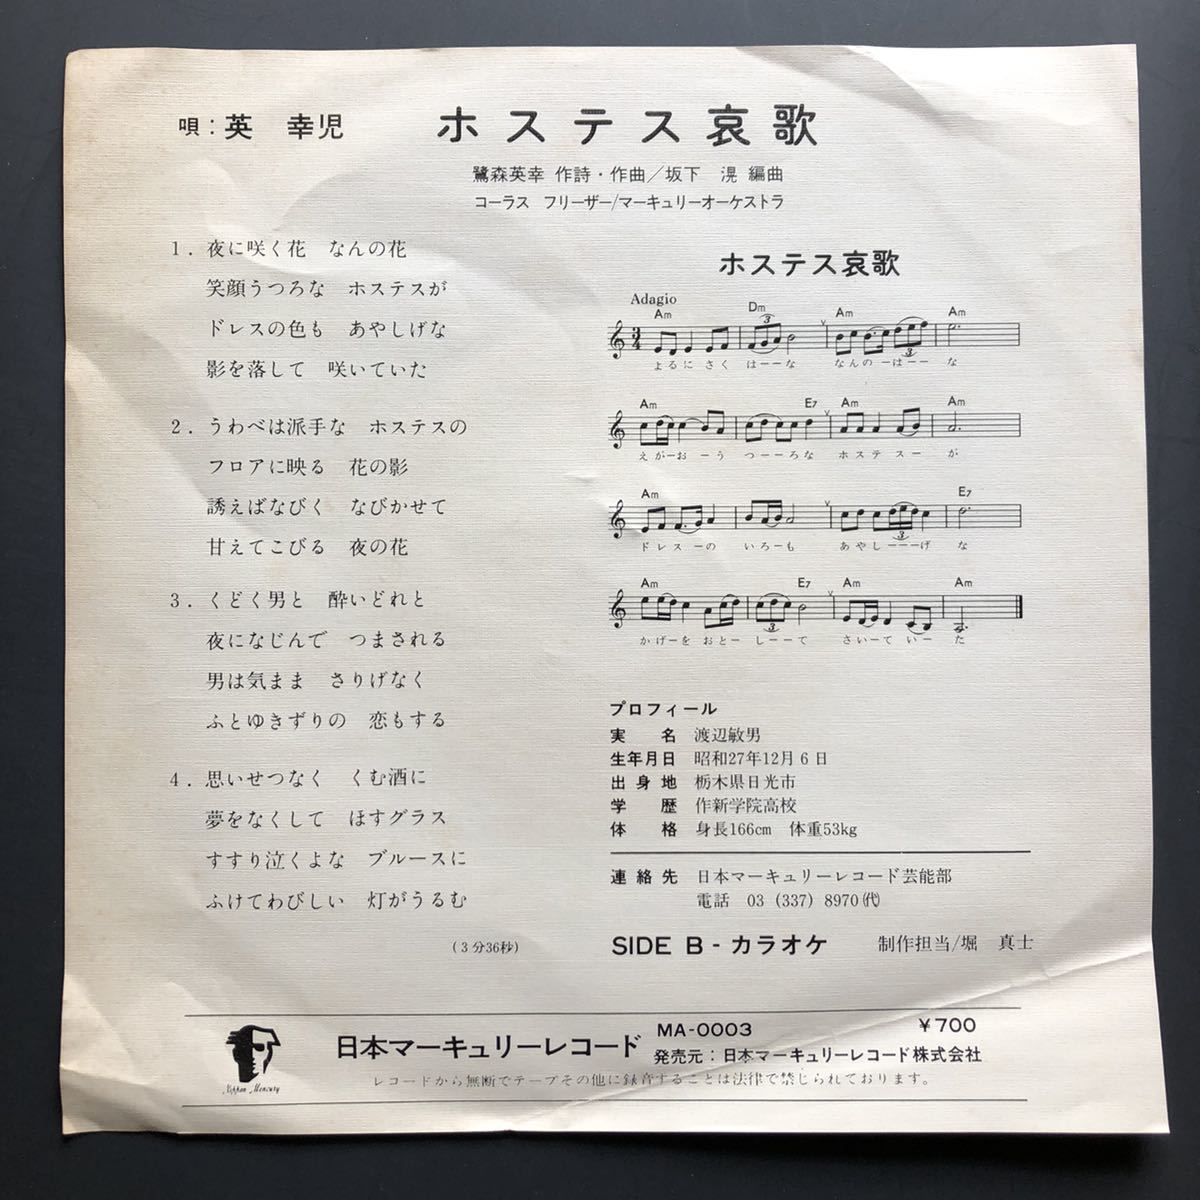 唄：英　幸児
ホステス哀歌
鷺森英幸 作詩・作曲／坂下　滉 編曲
コーラス　フリーザー/マーキュリーオーケストラ
1．夜に咲く花　なんの花
笑顔うつろな　ホステスが
ドレスの色も　あやしげな
影を落して　咲いていた
2．うわべは派手な　ホステスの
フロアに映る　花の影
誘えばなびく　なびかせて
甘えてこびる　夜の花
3．くどく男と　酔いどれと
夜になじんで　つまされる
男は気まま　さりげなく
ふとゆきずりの　恋もする
4．思いせつなく　くむ酒に
夢をなくして　ほすグラス
すすり泣くよな　ブルースに
ふけてわびしい　灯がうるむ
（3分36秒）
ホステス哀歌
Adagio
Am Dm Am Am
3 3
3/4
よるに さく は－－な なんの－は－－ な
Am E7 Am Am
えがーおーう つ－－ろな ホステスー が
Am E7
3
ドレスーの いろーも あやし－－－げ な
Am E7 Am Am
3
かげーを おとー しー－て さいーて いーた
プロフィール
実　　名　渡辺敏男
生年月日　昭和27年12月6日
出 身 地　栃木県日光市
学　　歴　作新学院高校
体　　格　身長166cm　体重53kg
連 絡 先　日本マーキュリーレコード芸能部
電話　03（337）8970㈹
SIDE B - カラオケ　制作担当/堀　真士
Nippon Mercury
日本マーキュリーレコード
MA-0003　¥700
発売元：日本マーキュリーレコード株式会社
レコードから無断でテープその他に録音することは法律で禁じられております。